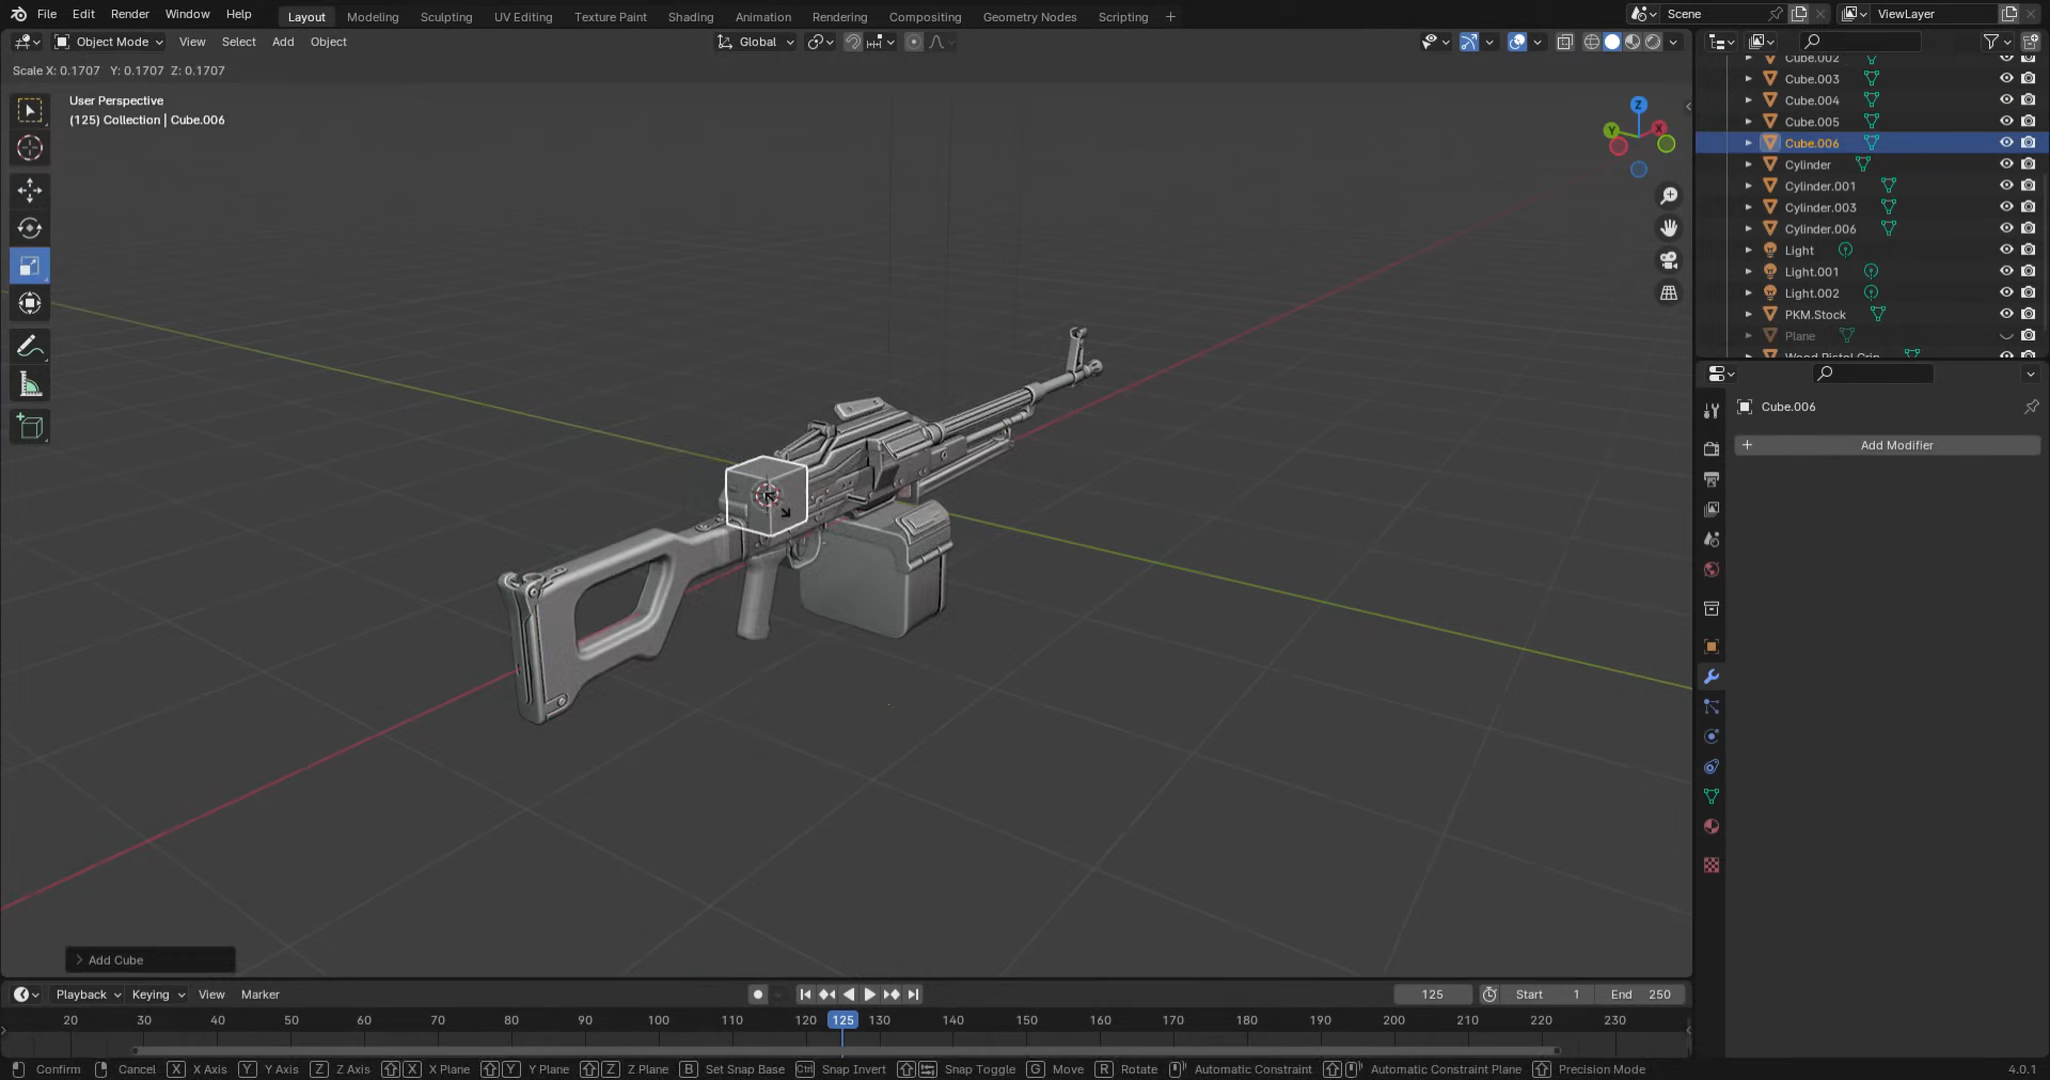 File Edit Render Window Help Layout Modeling Sculpting UV Editing Texture Paint Shading Animation Rendering Compositing Geometry Nodes Scripting Scene ViewLayer
Object Mode View Select Add Object Global
Scale X: 0.1707 Y: 0.1707 Z: 0.1707
User Perspective
(125) Collection | Cube.006
Z
Y
X
Cube.002
Cube.003
Cube.004
Cube.005
Cube.006
Cylinder
Cylinder.001
Cylinder.003
Cylinder.006
Light
Light.001
Light.002
PKM.Stock
Plane
Wood Pistol Grip
Cube.006
Add Modifier
Add Cube
Playback Keying View Marker 125 Start 1 End 250
20 30 40 50 60 70 80 90 100 110 120 125 130 140 150 160 170 180 190 200 210 220 230
Confirm Cancel X X Axis Y Y Axis Z Z Axis X X Plane Y Y Plane Z Z Plane B Set Snap Base Ctrl Snap Invert Snap Toggle G Move R Rotate Automatic Constraint Automatic Constraint Plane Precision Mode 4.0.1